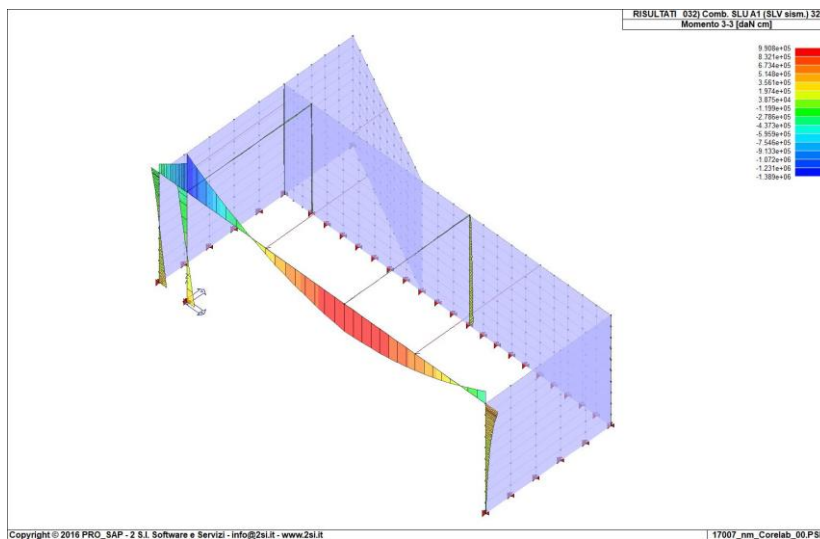 RISULTATI 032) Comb. SLU A1 (SLV sism.) 32
Momento 3-3 [daN cm]
9.908e+05
8.321e+05
6.734e+05
5.148e+05
3.561e+05
1.974e+05
3.875e+04
-1.199e+05
-2.786e+05
-4.373e+05
-5.959e+05
-7.546e+05
-9.133e+05
-1.072e+06
-1.231e+06
-1.389e+06
Copyright © 2016 PRO_SAP - 2 S.I. Software e Servizi - info@2si.it - www.2si.it
17007_nm_Corelab_00.PS